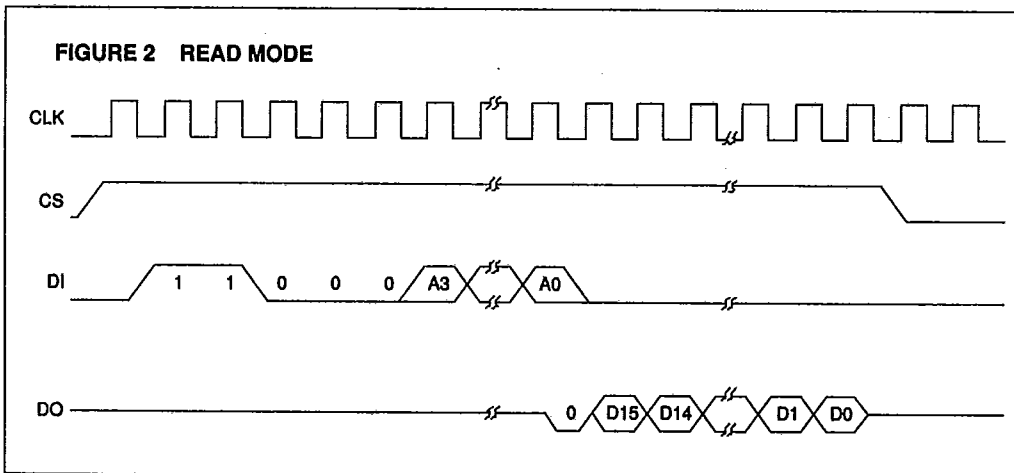 FIGURE 2 READ MODE
CLK
CS
DI 1 1 0 0 0 A3 A0
DO 0 D15 D14 D1 D0